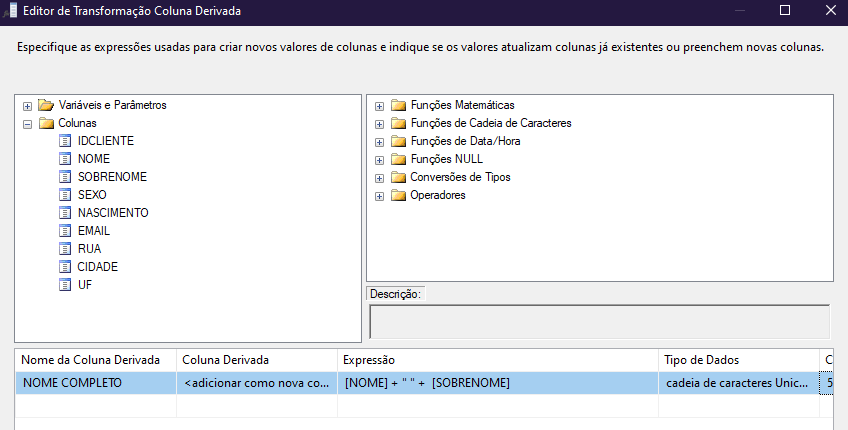 Editor de Transformação Coluna Derivada
Especifique as expressões usadas para criar novos valores de colunas e indique se os valores atualizam colunas já existentes ou preenchem novas colunas.
Variáveis e Parâmetros
Colunas
IDCLIENTE
NOME
SOBRENOME
SEXO
NASCIMENTO
EMAIL
RUA
CIDADE
UF
Funções Matemáticas
Funções de Cadeia de Caracteres
Funções de Data/Hora
Funções NULL
Conversões de Tipos
Operadores
Descrição:
Nome da Coluna Derivada Coluna Derivada Expressão Tipo de Dados C
NOME COMPLETO <adicionar como nova co... [NOME] + " " + [SOBRENOME] cadeia de caracteres Unic... 5